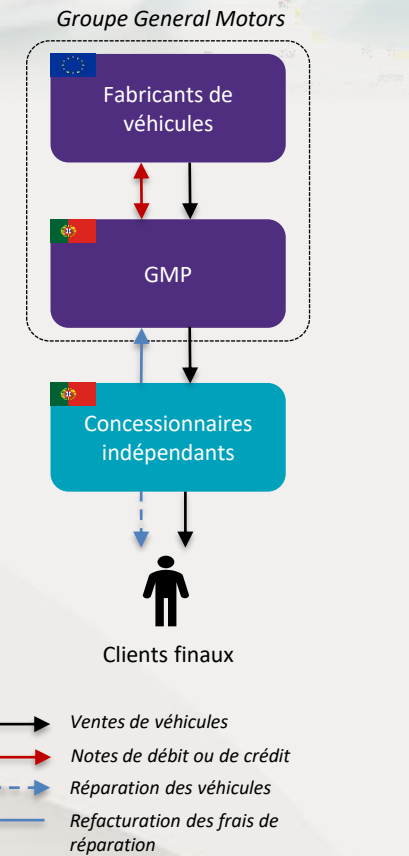 Groupe General Motors
Fabricants de
véhicules
GMP
Concessionnaires
indépendants
Clients finaux
Ventes de véhicules
Notes de débit ou de crédit
Réparation des véhicules
Refacturation des frais de
réparation